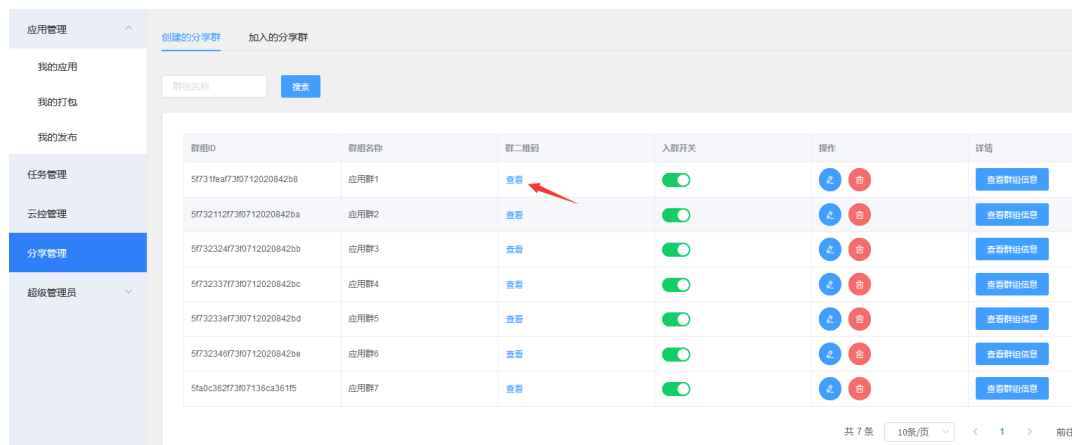 应用管理
我的应用
我的打包
我的发布
任务管理
云控管理
分享管理
超级管理员
创建的分享群 加入的分享群
群组名称 搜索
群组ID 群组名称 群二维码 入群开关 操作 详情
5f731feaf73f0712020842b8 应用群1 查看 查看群组信息
5f732112f73f0712020842ba 应用群2 查看 查看群组信息
5f732324f73f0712020842bb 应用群3 查看 查看群组信息
5f732337f73f0712020842bc 应用群4 查看 查看群组信息
5f73233ef73f0712020842bd 应用群5 查看 查看群组信息
5f732346f73f0712020842be 应用群6 查看 查看群组信息
5fa0c362f73f07136ca361f5 应用群7 查看 查看群组信息
共 7 条 10条/页 1 前往